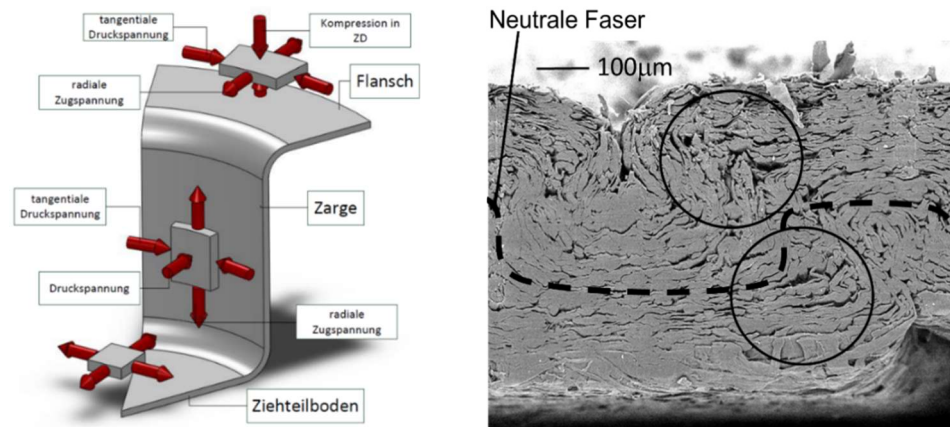 tangentiale
Druckspannung
Kompression in
ZD
radiale
Zugspannung
Flansch
tangentiale
Druckspannung
Zarge
Druckspannung
radiale
Zugspannung
Ziehteilboden
Neutrale Faser
100µm